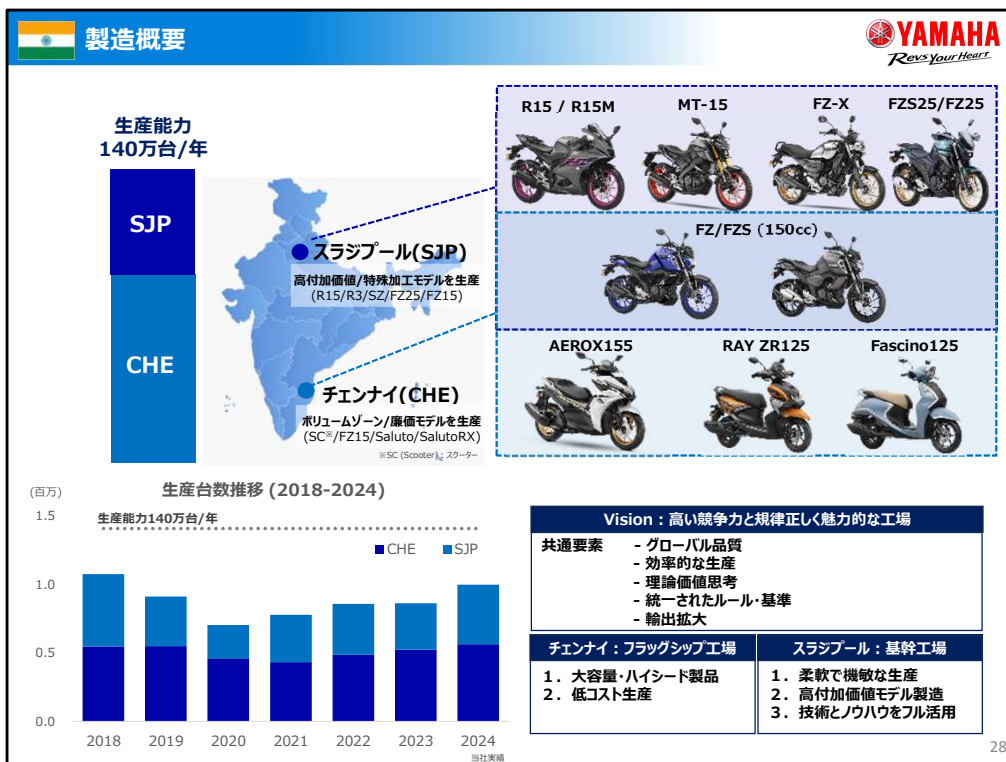 製造概要
YAMAHA
Revs Your Heart
生産能力
140万台/年
SJP
CHE
スラジプール(SJP)
高付加価値/特殊加工モデルを生産
(R15/R3/SZ/FZ25/FZ15)
チェンナイ(CHE)
ボリュームゾーン/廉価モデルを生産
(SC※/FZ15/Saluto/SalutoRX)
※SC (Scooter) : スクーター
R15 / R15M
MT-15
FZ-X
FZS25/FZ25
FZ/FZS (150cc)
AEROX155
RAY ZR125
Fascino125
生産台数推移 (2018-2024)
(百万)
1.5
1.0
0.5
0.0
生産能力140万台/年
CHE
SJP
2018
2019
2020
2021
2022
2023
2024
当社実績
Vision : 高い競争力と規律正しく魅力的な工場
共通要素 - グローバル品質
- 効率的な生産
- 理論価値思考
- 統一されたルール・基準
- 輸出拡大
チェンナイ : フラッグシップ工場
1. 大容量・ハイシード製品
2. 低コスト生産
スラジプール : 基幹工場
1. 柔軟で機敏な生産
2. 高付加価値モデル製造
3. 技術とノウハウをフル活用
28